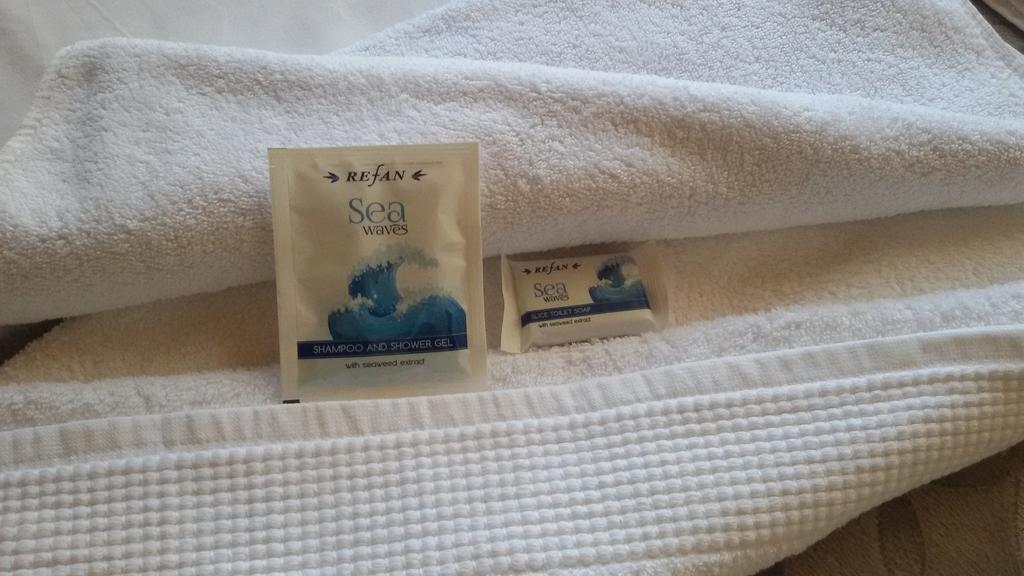 REfAN
Sea
waves
SHAMPOO AND SHOWER GEL
with seaweed extract
REfAN
Sea
waves
SLICE TOILET SOAP
with seaweed extract